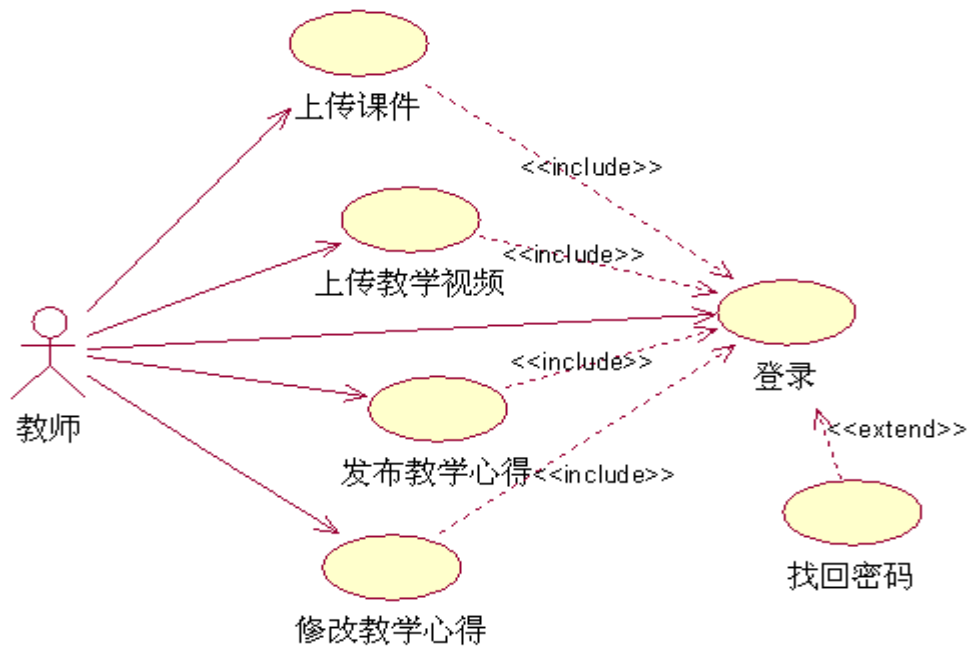 上传课件
<<include>>
<<include>>
上传教学视频
登录
<<include>>
教师
<<extend>>
发布教学心得
<<include>>
找回密码
修改教学心得